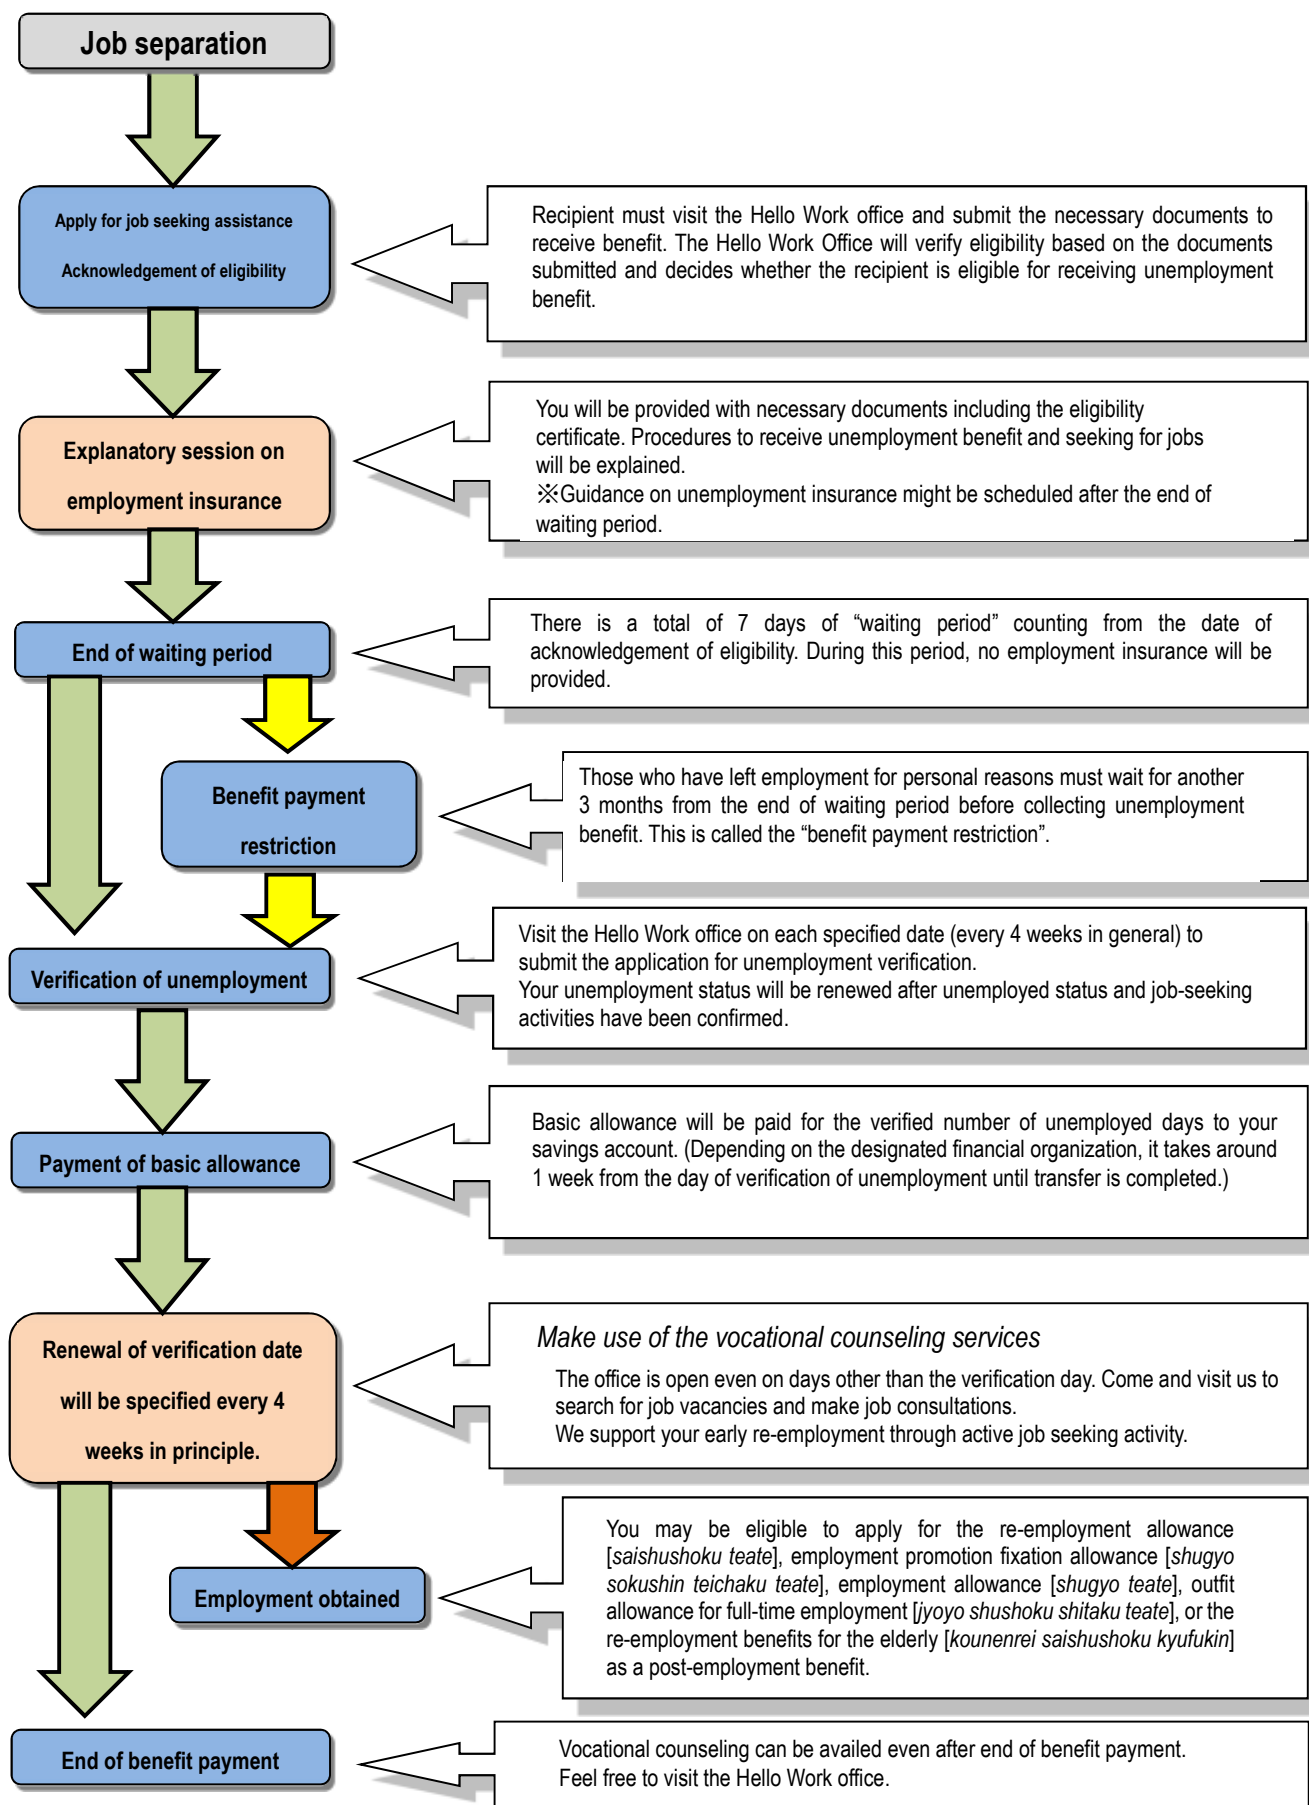 Job separation
Apply for job seeking assistance
Acknowledgement of eligibility
Recipient must visit the Hello Work office and submit the necessary documents to
receive benefit. The Hello Work Office will verify eligibility based on the documents
submitted and decides whether the recipient is eligible for receiving unemployment
benefit.
Explanatory session on
employment insurance
You will be provided with necessary documents including the eligibility
certificate. Procedures to receive unemployment benefit and seeking for jobs
will be explained.
※Guidance on unemployment insurance might be scheduled after the end of
waiting period.
End of waiting period
There is a total of 7 days of “waiting period” counting from the date of
acknowledgement of eligibility. During this period, no employment insurance will be
provided.
Benefit payment
restriction
Those who have left employment for personal reasons must wait for another
3 months from the end of waiting period before collecting unemployment
benefit. This is called the “benefit payment restriction”.
Verification of unemployment
Visit the Hello Work office on each specified date (every 4 weeks in general) to
submit the application for unemployment verification.
Your unemployment status will be renewed after unemployed status and job-seeking
activities have been confirmed.
Payment of basic allowance
Basic allowance will be paid for the verified number of unemployed days to your
savings account. (Depending on the designated financial organization, it takes around
1 week from the day of verification of unemployment until transfer is completed.)
Renewal of verification date
will be specified every 4
weeks in principle.
Make use of the vocational counseling services
The office is open even on days other than the verification day. Come and visit us to
search for job vacancies and make job consultations.
We support your early re-employment through active job seeking activity.
Employment obtained
You may be eligible to apply for the re-employment allowance
[saishushoku teate], employment promotion fixation allowance [shugyo
sokushin teichaku teate], employment allowance [shugyo teate], outfit
allowance for full-time employment [jyoyo shushoku shitaku teate], or the
re-employment benefits for the elderly [kounenrei saishushoku kyufukin]
as a post-employment benefit.
End of benefit payment
Vocational counseling can be availed even after end of benefit payment.
Feel free to visit the Hello Work office.